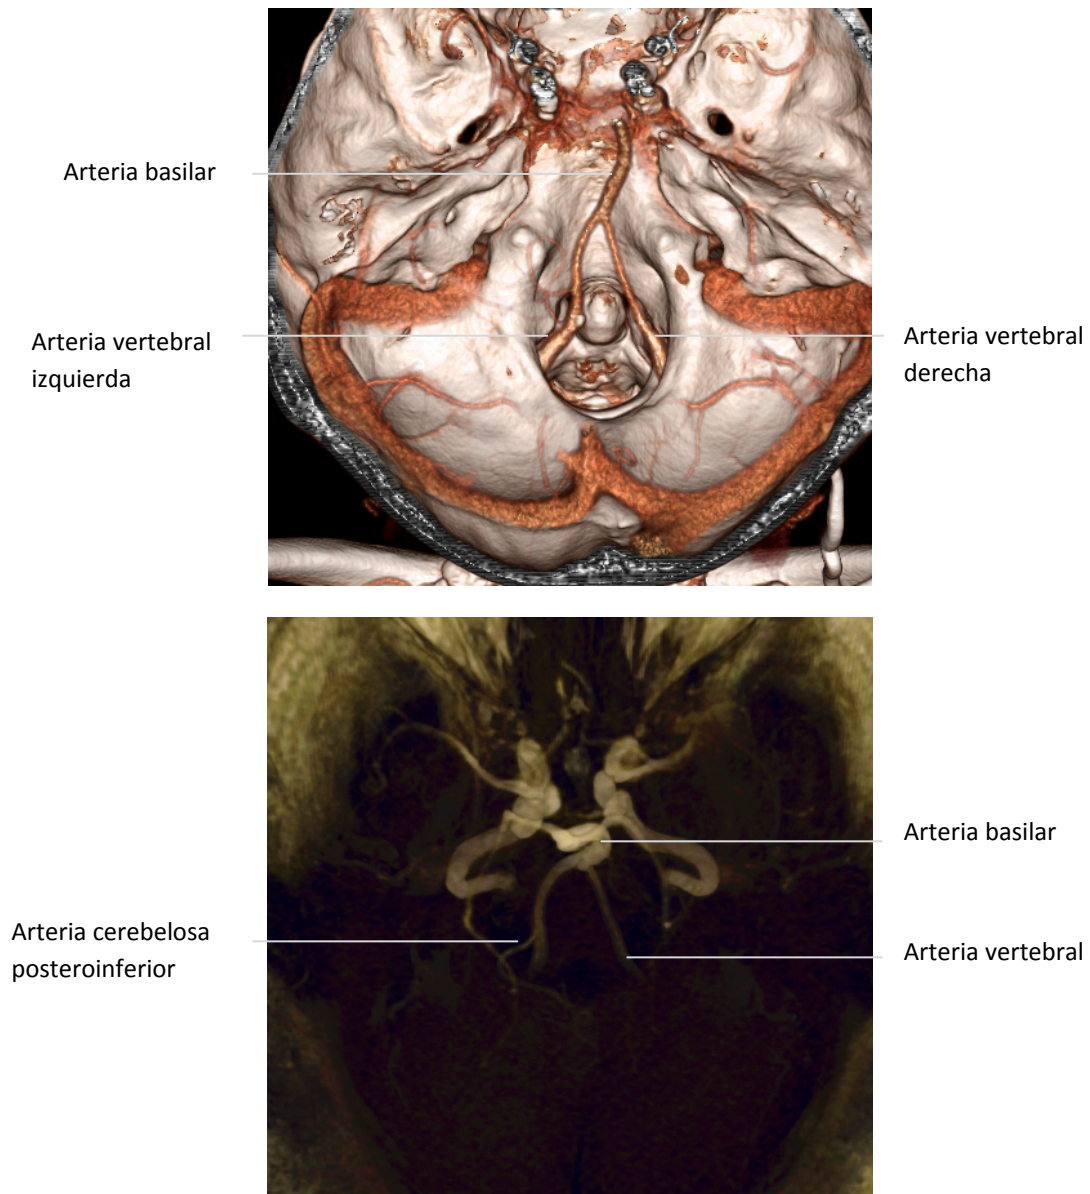 Arteria basilar
Arteria vertebral
izquierda
Arteria vertebral
derecha
Arteria basilar
Arteria cerebelosa
posteroinferior
Arteria vertebral